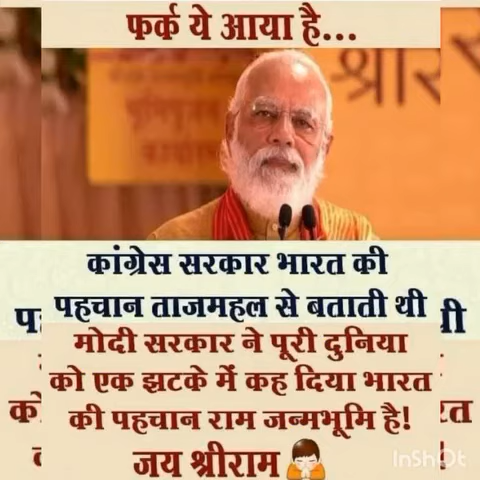 फर्क ये आया है...
श्री
कांग्रेस सरकार भारत की
पहचान ताजमहल से बताती थी
मोदी सरकार ने पूरी दुनिया
को एक झटके में कह दिया भारत
की पहचान राम जन्मभूमि है!
जय श्रीराम 🙏
InShOt